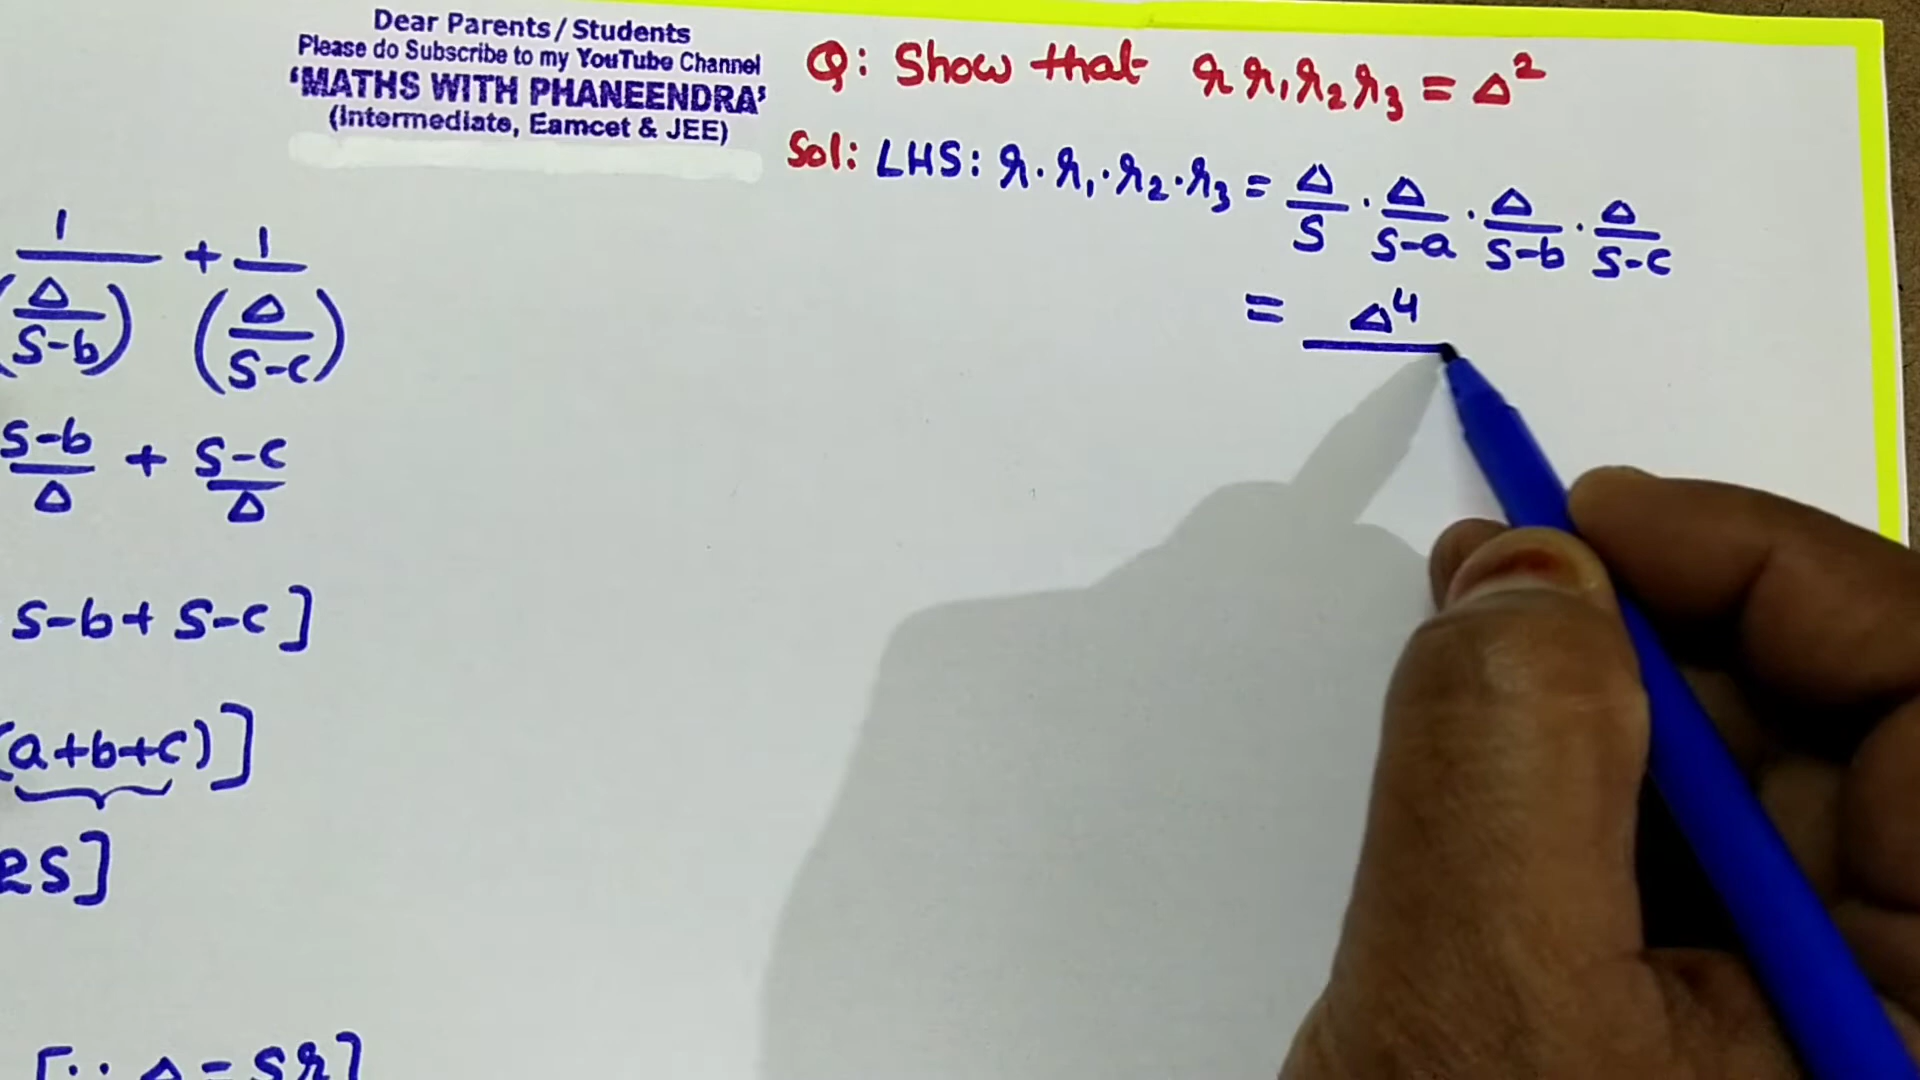 Dear Parents / Students
Please do Subscribe to my YouTube Channel
'MATHS WITH PHANEENDRA'
(Intermediate, Eamcet & JEE)
Q: Show that r r₁ r₂ r₃ = Δ²
Sol: LHS: r · r₁ · r₂ · r₃ = Δ/S · Δ/S-a · Δ/S-b · Δ/S-c
= Δ⁴
1/(Δ/S-b) + 1/(Δ/S-c)
S-b/Δ + S-c/Δ
S-b + S-c]
(a+b+c)]
2S]
[∵ Δ = Sr]